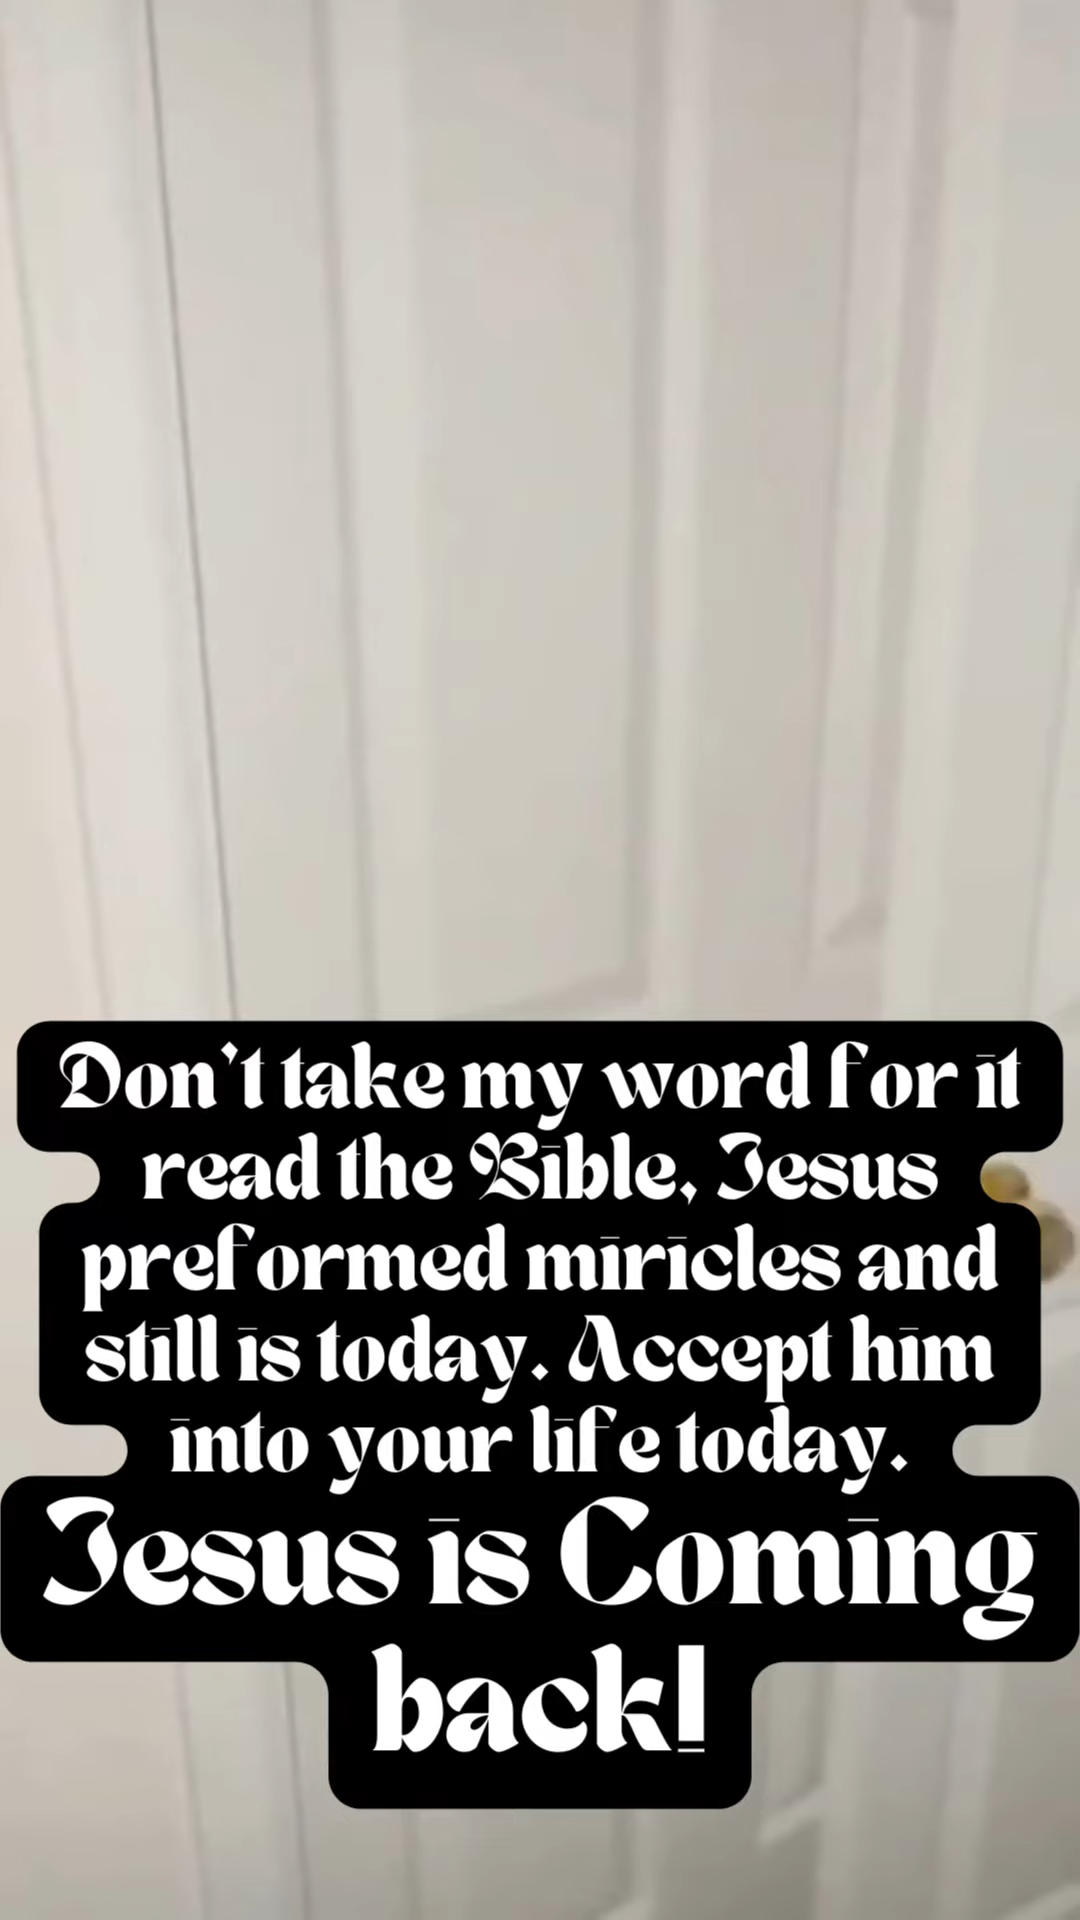 Don't take my word for it
read the Bible, Jesus
preformed miricles and
still is today. Accept him
into your life today.
Jesus is Coming
back!